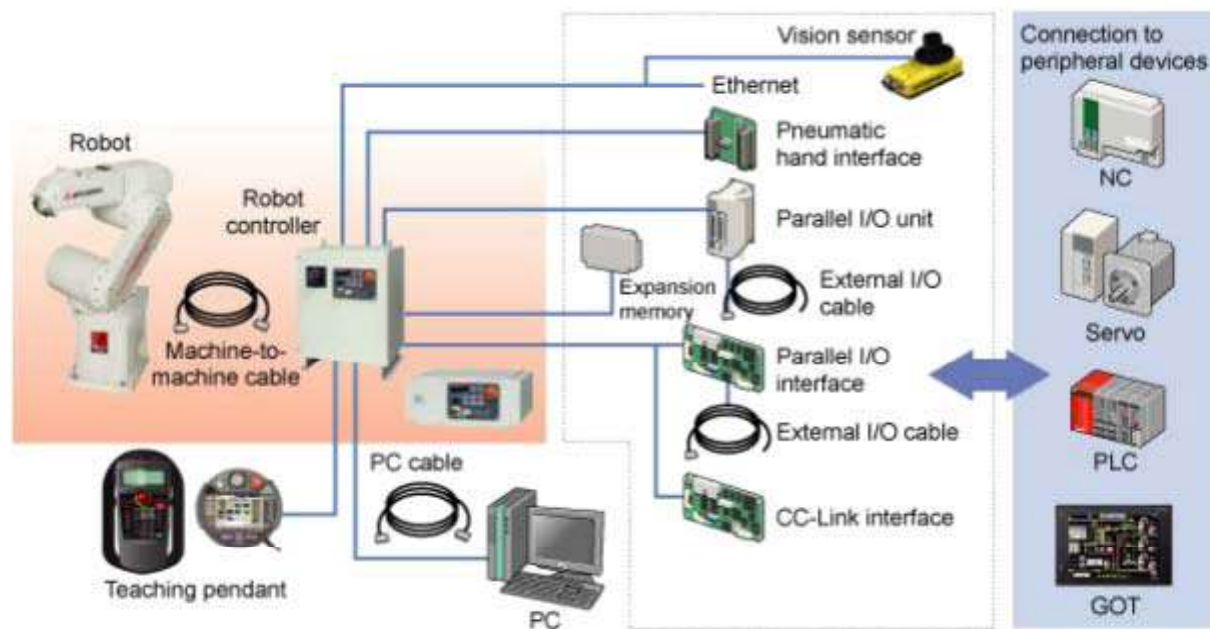 Vision sensor
Connection to
peripheral devices
Ethernet
Pneumatic
hand interface
NC
Robot
Robot
controller
Parallel I/O unit
Expansion
memory
External I/O
cable
Servo
Machine-to-
machine cable
Parallel I/O
interface
External I/O cable
PLC
PC cable
CC-Link interface
Teaching pendant
PC
GOT